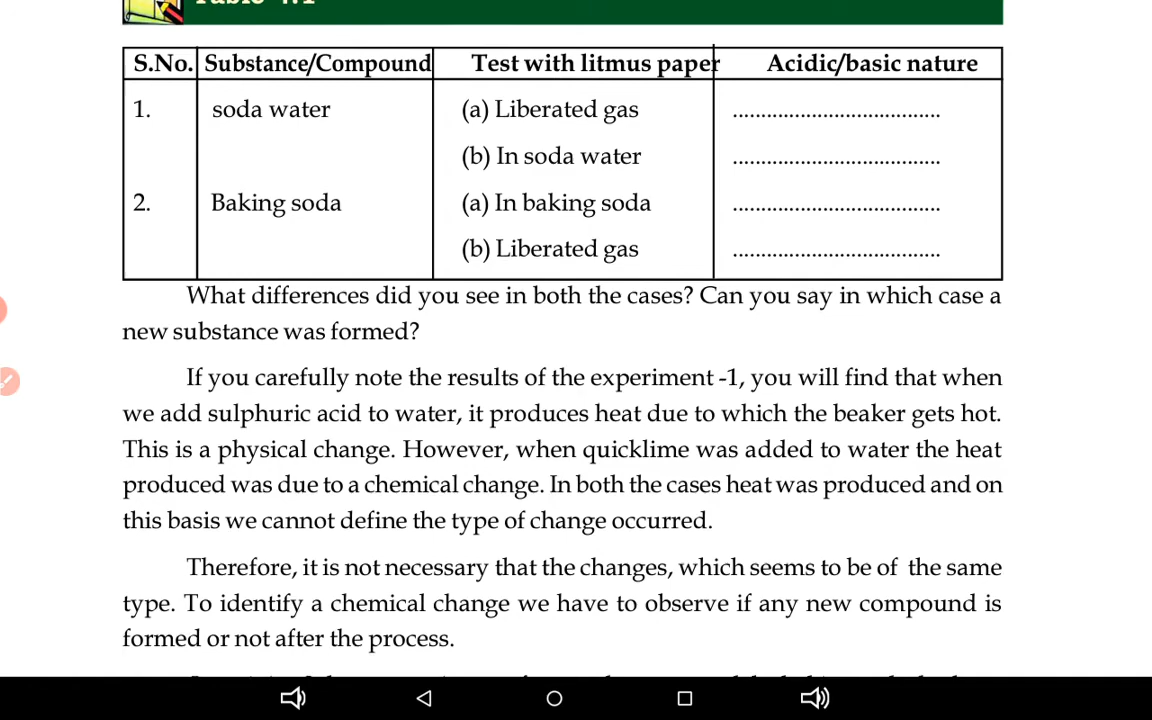 Table 4.1
S.No. Substance/Compound Test with litmus paper Acidic/basic nature
1. soda water (a) Liberated gas .....................................
(b) In soda water .....................................
2. Baking soda (a) In baking soda .....................................
(b) Liberated gas .....................................
What differences did you see in both the cases? Can you say in which case a
new substance was formed?
If you carefully note the results of the experiment -1, you will find that when
we add sulphuric acid to water, it produces heat due to which the beaker gets hot.
This is a physical change. However, when quicklime was added to water the heat
produced was due to a chemical change. In both the cases heat was produced and on
this basis we cannot define the type of change occurred.
Therefore, it is not necessary that the changes, which seems to be of the same
type. To identify a chemical change we have to observe if any new compound is
formed or not after the process.